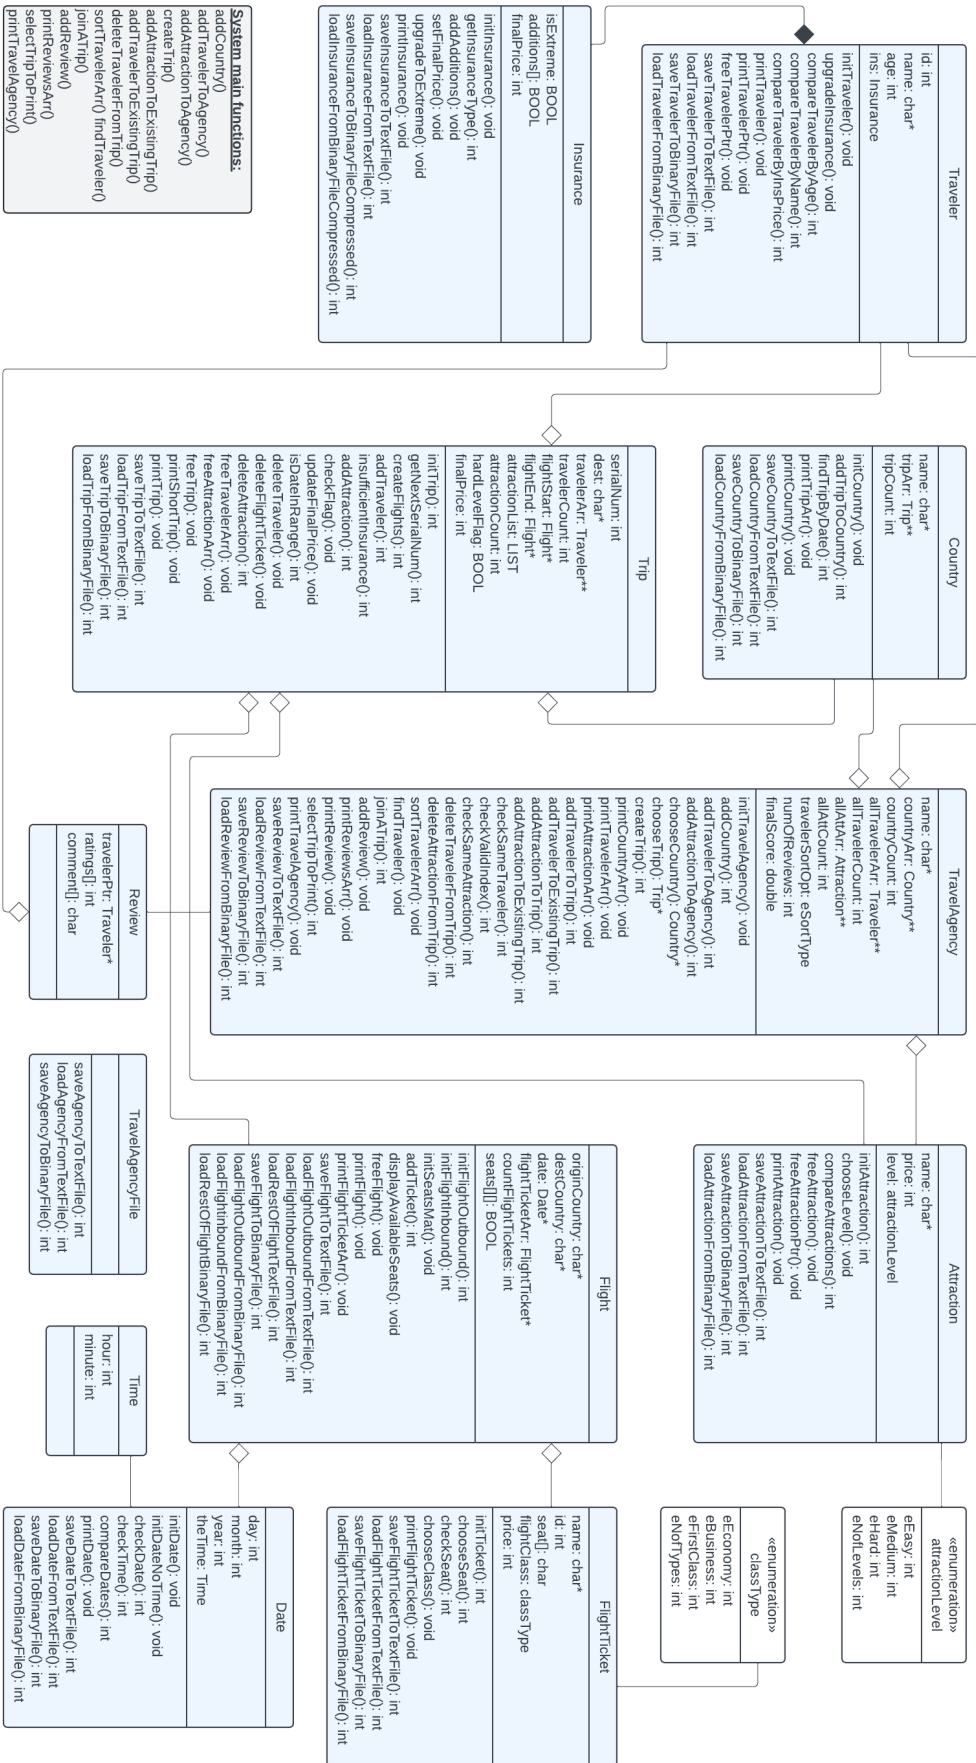 Traveler
id: int
name: char*
age: int
ins: Insurance
initTraveler(): void
upgradeInsurance(): void
compareTravelerByAge(): int
compareTravelerByName(): int
compareTravelerByInsPrice(): int
printTraveler(): void
printTravelerPtr(): void
freeTravelerPtr(): void
saveTravelerToTextFile(): int
loadTravelerFromTextFile(): int
saveTravelerToBinaryFile(): int
loadTravelerFromBinaryFile(): int
Country
name: char*
tripArr: Trip**
tripCount: int
initCountry(): void
addTripToCountry(): int
findTripByDate(): int
printTripArr(): void
printCountry(): void
saveCountryToTextFile(): int
loadCountryFromTextFile(): int
saveCountryToBinaryFile(): int
loadCountryFromBinaryFile(): int
TravelAgency
name: char*
countryArr: Country**
countryCount: int
allTravelerArr: Traveler**
allTravelerCount: int
allAttArr: Attraction**
allAttCount: int
travelerSortOpt: eSortType
numOfReviews: int
finalScore: double
initTravelAgency(): void
addCountry(): int
addTravelerToAgency(): int
addAttractionToAgency(): int
chooseCountry(): Country*
chooseTrip(): Trip*
createTrip(): int
printCountryArr(): void
printTravelerArr(): void
printAttractionArr(): void
addTravelerToTrip(): int
addTravelerToExistingTrip(): int
addAttractionToTrip(): int
addAttractionToExistingTrip(): int
checkSameTraveler(): int
checkValidIndex(): int
checkSameAttraction(): int
deleteTravelerFromTrip(): int
deleteAttractionFromTrip(): int
sortTravelerArr(): void
findTraveler(): void
joinATrip(): int
addReview(): void
printReviewsArr(): void
printReview(): void
selectTripToPrint(): int
printTravelAgency(): void
saveReviewToTextFile(): int
loadReviewFromTextFile(): int
saveReviewToBinaryFile(): int
loadReviewFromBinaryFile(): int
Attraction
name: char*
price: int
level: attractionLevel
initAttraction(): int
chooseLevel(): void
compareAttractions(): int
freeAttraction(): void
freeAttractionPtr(): void
printAttraction(): void
saveAttractionToTextFile(): int
loadAttractionFromTextFile(): int
saveAttractionToBinaryFile(): int
loadAttractionFromBinaryFile(): int
«enumeration»
attractionLevel
eEasy: int
eMedium: int
eHard: int
eNofLevels: int
«enumeration»
classType
eEconomy: int
eBusiness: int
eFirstClass: int
eNofTypes: int
Insurance
isExtreme: BOOL
additions[]: BOOL
finalPrice: int
initInsurance(): void
getInsuranceType(): int
addAdditions(): void
setFinalPrice(): void
upgradeToExtreme(): void
printInsurance(): void
saveInsuranceToTextFile(): int
loadInsuranceFromTextFile(): int
saveInsuranceToBinaryFileCompressed(): int
loadInsuranceFromBinaryFileCompressed(): int
Trip
serialNum: int
dest: char*
travelerArr: Traveler**
travelerCount: int
flightStart: Flight*
flightEnd: Flight*
attractionList: LIST
attractionCount: int
hardLevelFlag: BOOL
finalPrice: int
initTrip(): int
getNextSerialNum(): int
createFlights(): int
addTraveler(): int
insufficientInsurance(): int
addAttraction(): int
checkFlag(): void
updateFinalPrice(): void
isDateInRange(): int
deleteTraveler(): void
deleteFlightTicket(): void
deleteAttraction(): int
freeTravelerArr(): void
freeAttractionArr(): void
freeTrip(): void
printShortTrip(): void
printTrip(): void
saveTripToTextFile(): int
loadTripFromTextFile(): int
saveTripToBinaryFile(): int
loadTripFromBinaryFile(): int
Flight
originCountry: char*
destCountry: char*
date: Date*
flightTicketArr: FlightTicket*
countFlightTickets: int
seats[][]: BOOL
initFlightOutbound(): int
initFlightInbound(): int
initSeatsMat(): void
addTicket(): int
displayAvailableSeats(): void
freeFlight(): void
printFlight(): void
printFlightTicketArr(): void
saveFlightToTextFile(): int
loadFlightOutboundFromTextFile(): int
loadFlightInboundFromTextFile(): int
loadRestOfFlightTextFile(): int
saveFlightToBinaryFile(): int
loadFlightOutboundFromBinaryFile(): int
loadFlightInboundFromBinaryFile(): int
loadRestOfFlightBinaryFile(): int
FlightTicket
name: char*
id: int
seat[]: char
flightClass: classType
price: int
initTicket(): int
chooseSeat(): int
checkSeat(): int
chooseClass(): void
printFlightTicket(): void
saveFlightTicketToTextFile(): int
loadFlightTicketFromTextFile(): int
saveFlightTicketToBinaryFile(): int
loadFlightTicketFromBinaryFile(): int
System main functions:
addCountry()
addTravelerToAgency()
addAttractionToAgency()
createTrip()
addAttractionToExistingTrip()
addTravelerToExistingTrip()
deleteTravelerFromTrip()
sortTravelerArr() findTraveler()
joinATrip()
addReview()
printReviewsArr()
selectTripToPrint()
printTravelAgency()
Review
travelerPtr: Traveler*
ratings[]: int
comment[]: char
TravelAgencyFile
saveAgencyToTextFile(): int
loadAgencyFromTextFile(): int
saveAgencyToBinaryFile(): int
Time
hour: int
minute: int
Date
day: int
month: int
year: int
theTime: Time
initDate(): void
initDateNoTime(): void
checkDate(): int
checkTime(): int
compareDates(): int
printDate(): void
saveDateToTextFile(): int
loadDateFromTextFile(): int
saveDateToBinaryFile(): int
loadDateFromBinaryFile(): int